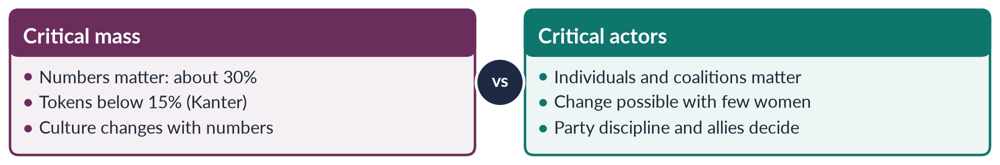 Critical mass
• Numbers matter: about 30%
• Tokens below 15% (Kanter)
• Culture changes with numbers
vs
Critical actors
• Individuals and coalitions matter
• Change possible with few women
• Party discipline and allies decide